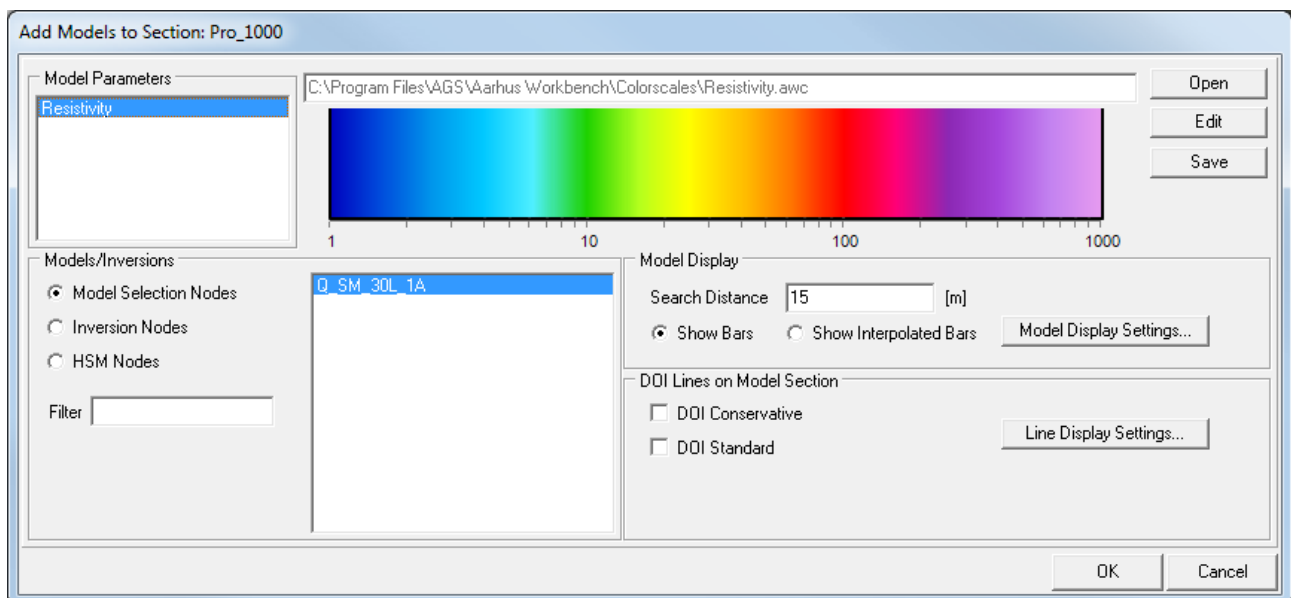 Add Models to Section: Pro_1000
Model Parameters
Resistivity
C:\Program Files\AGS\Aarhus Workbench\Colorscales\Resistivity.awc
Open
Edit
Save
1 10 100 1000
Models/Inversions
Model Selection Nodes
Inversion Nodes
HSM Nodes
Filter
Q_SM_30L_1A
Model Display
Search Distance 15 [m]
Show Bars Show Interpolated Bars Model Display Settings...
DOI Lines on Model Section
DOI Conservative
DOI Standard
Line Display Settings...
OK Cancel